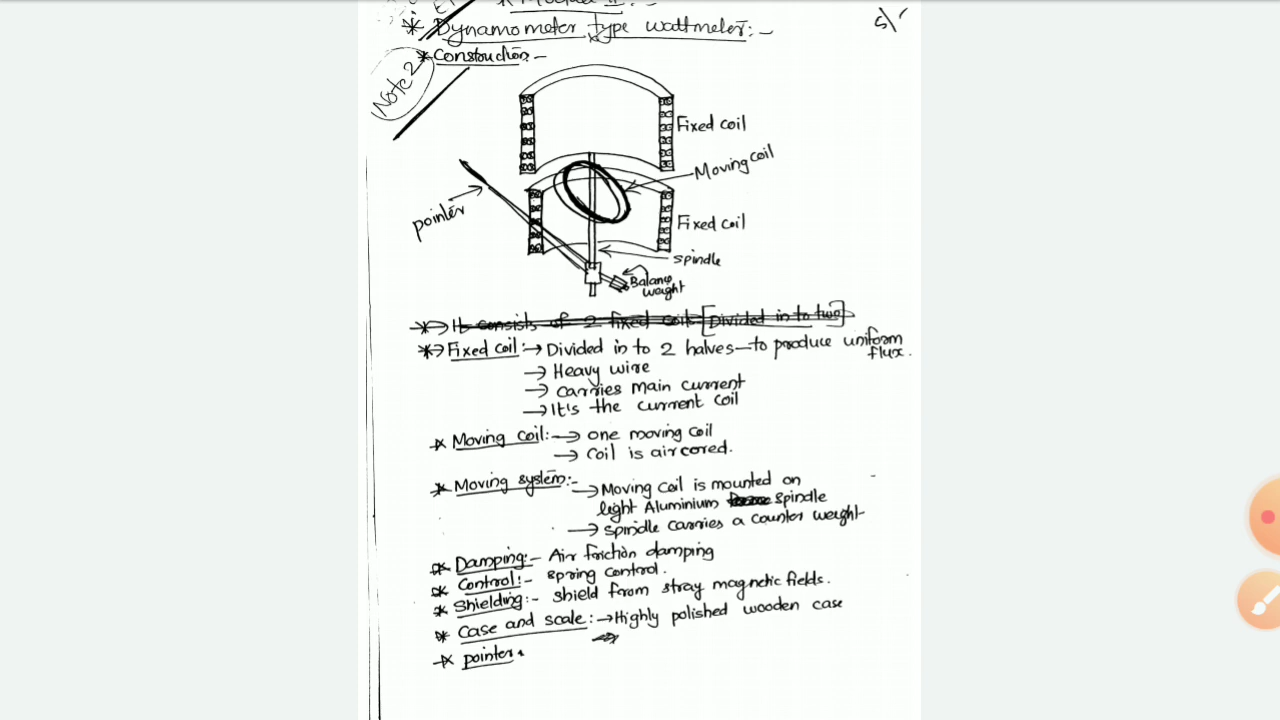 * Module II :-
* Dynamometer type wattmeter:-
* Construction:-
Note 2
Fixed coil
Moving coil
pointer
Fixed coil
spindle
Balance
weight
*→ It consists of 2 fixed coils [Divided in to two]
*→ Fixed coil:→ Divided in to 2 halves—to produce uniform
flux.
→ Heavy wire
→ carries main current
→ It's the current coil
* Moving coil:→ one moving coil
→ coil is aircored.
* Moving system:- → Moving coil is mounted on
light Aluminium spindle
→ spindle carries a counter weight
* Damping:- Air friction damping
* Control:- spring control.
* Shielding:- shield from stray magnetic fields.
* Case and scale:→ Highly polished wooden case
→
* pointer.